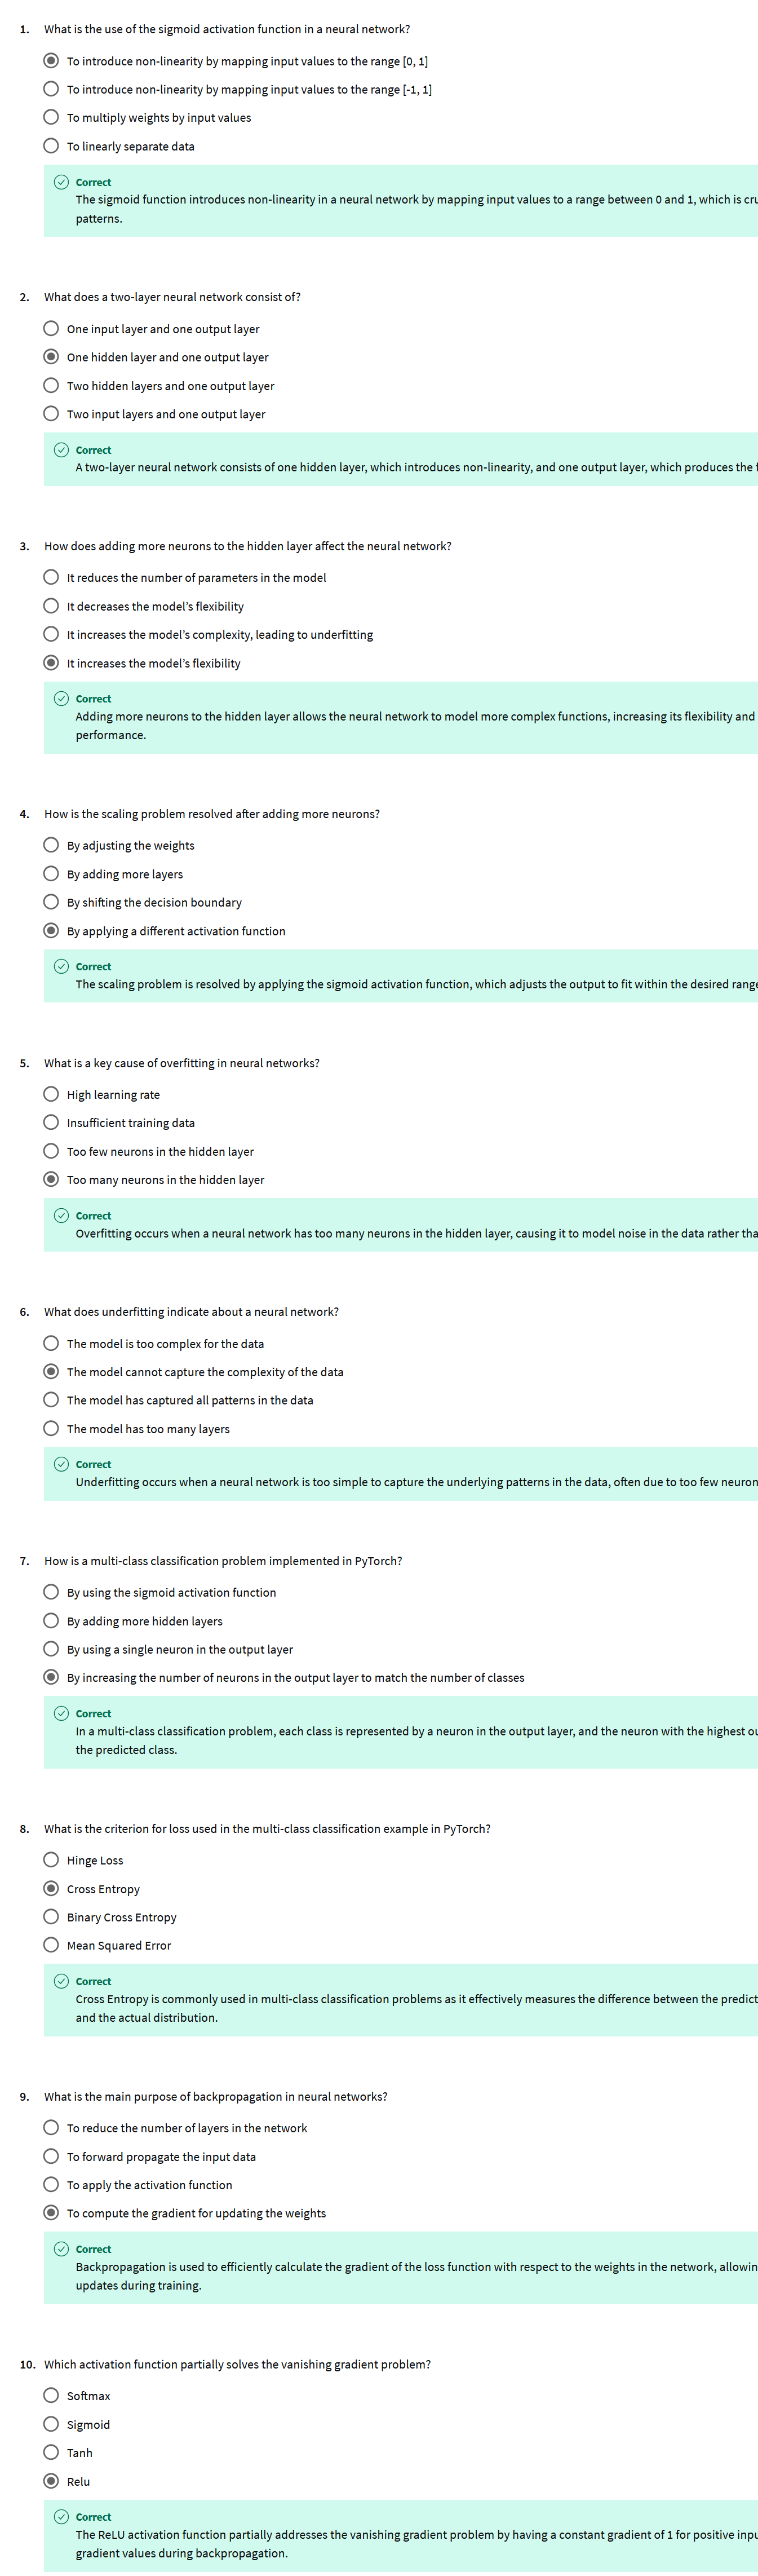 1. What is the use of the sigmoid activation function in a neural network?
To introduce non-linearity by mapping input values to the range [0, 1]
To introduce non-linearity by mapping input values to the range [-1, 1]
To multiply weights by input values
To linearly separate data
Correct
The sigmoid function introduces non-linearity in a neural network by mapping input values to a range between 0 and 1, which is cru
patterns.
2. What does a two-layer neural network consist of?
One input layer and one output layer
One hidden layer and one output layer
Two hidden layers and one output layer
Two input layers and one output layer
Correct
A two-layer neural network consists of one hidden layer, which introduces non-linearity, and one output layer, which produces the f
3. How does adding more neurons to the hidden layer affect the neural network?
It reduces the number of parameters in the model
It decreases the model’s flexibility
It increases the model’s complexity, leading to underfitting
It increases the model’s flexibility
Correct
Adding more neurons to the hidden layer allows the neural network to model more complex functions, increasing its flexibility and
performance.
4. How is the scaling problem resolved after adding more neurons?
By adjusting the weights
By adding more layers
By shifting the decision boundary
By applying a different activation function
Correct
The scaling problem is resolved by applying the sigmoid activation function, which adjusts the output to fit within the desired range
5. What is a key cause of overfitting in neural networks?
High learning rate
Insufficient training data
Too few neurons in the hidden layer
Too many neurons in the hidden layer
Correct
Overfitting occurs when a neural network has too many neurons in the hidden layer, causing it to model noise in the data rather tha
6. What does underfitting indicate about a neural network?
The model is too complex for the data
The model cannot capture the complexity of the data
The model has captured all patterns in the data
The model has too many layers
Correct
Underfitting occurs when a neural network is too simple to capture the underlying patterns in the data, often due to too few neuron
7. How is a multi-class classification problem implemented in PyTorch?
By using the sigmoid activation function
By adding more hidden layers
By using a single neuron in the output layer
By increasing the number of neurons in the output layer to match the number of classes
Correct
In a multi-class classification problem, each class is represented by a neuron in the output layer, and the neuron with the highest ou
the predicted class.
8. What is the criterion for loss used in the multi-class classification example in PyTorch?
Hinge Loss
Cross Entropy
Binary Cross Entropy
Mean Squared Error
Correct
Cross Entropy is commonly used in multi-class classification problems as it effectively measures the difference between the predict
and the actual distribution.
9. What is the main purpose of backpropagation in neural networks?
To reduce the number of layers in the network
To forward propagate the input data
To apply the activation function
To compute the gradient for updating the weights
Correct
Backpropagation is used to efficiently calculate the gradient of the loss function with respect to the weights in the network, allowin
updates during training.
10. Which activation function partially solves the vanishing gradient problem?
Softmax
Sigmoid
Tanh
Relu
Correct
The ReLU activation function partially addresses the vanishing gradient problem by having a constant gradient of 1 for positive inpu
gradient values during backpropagation.